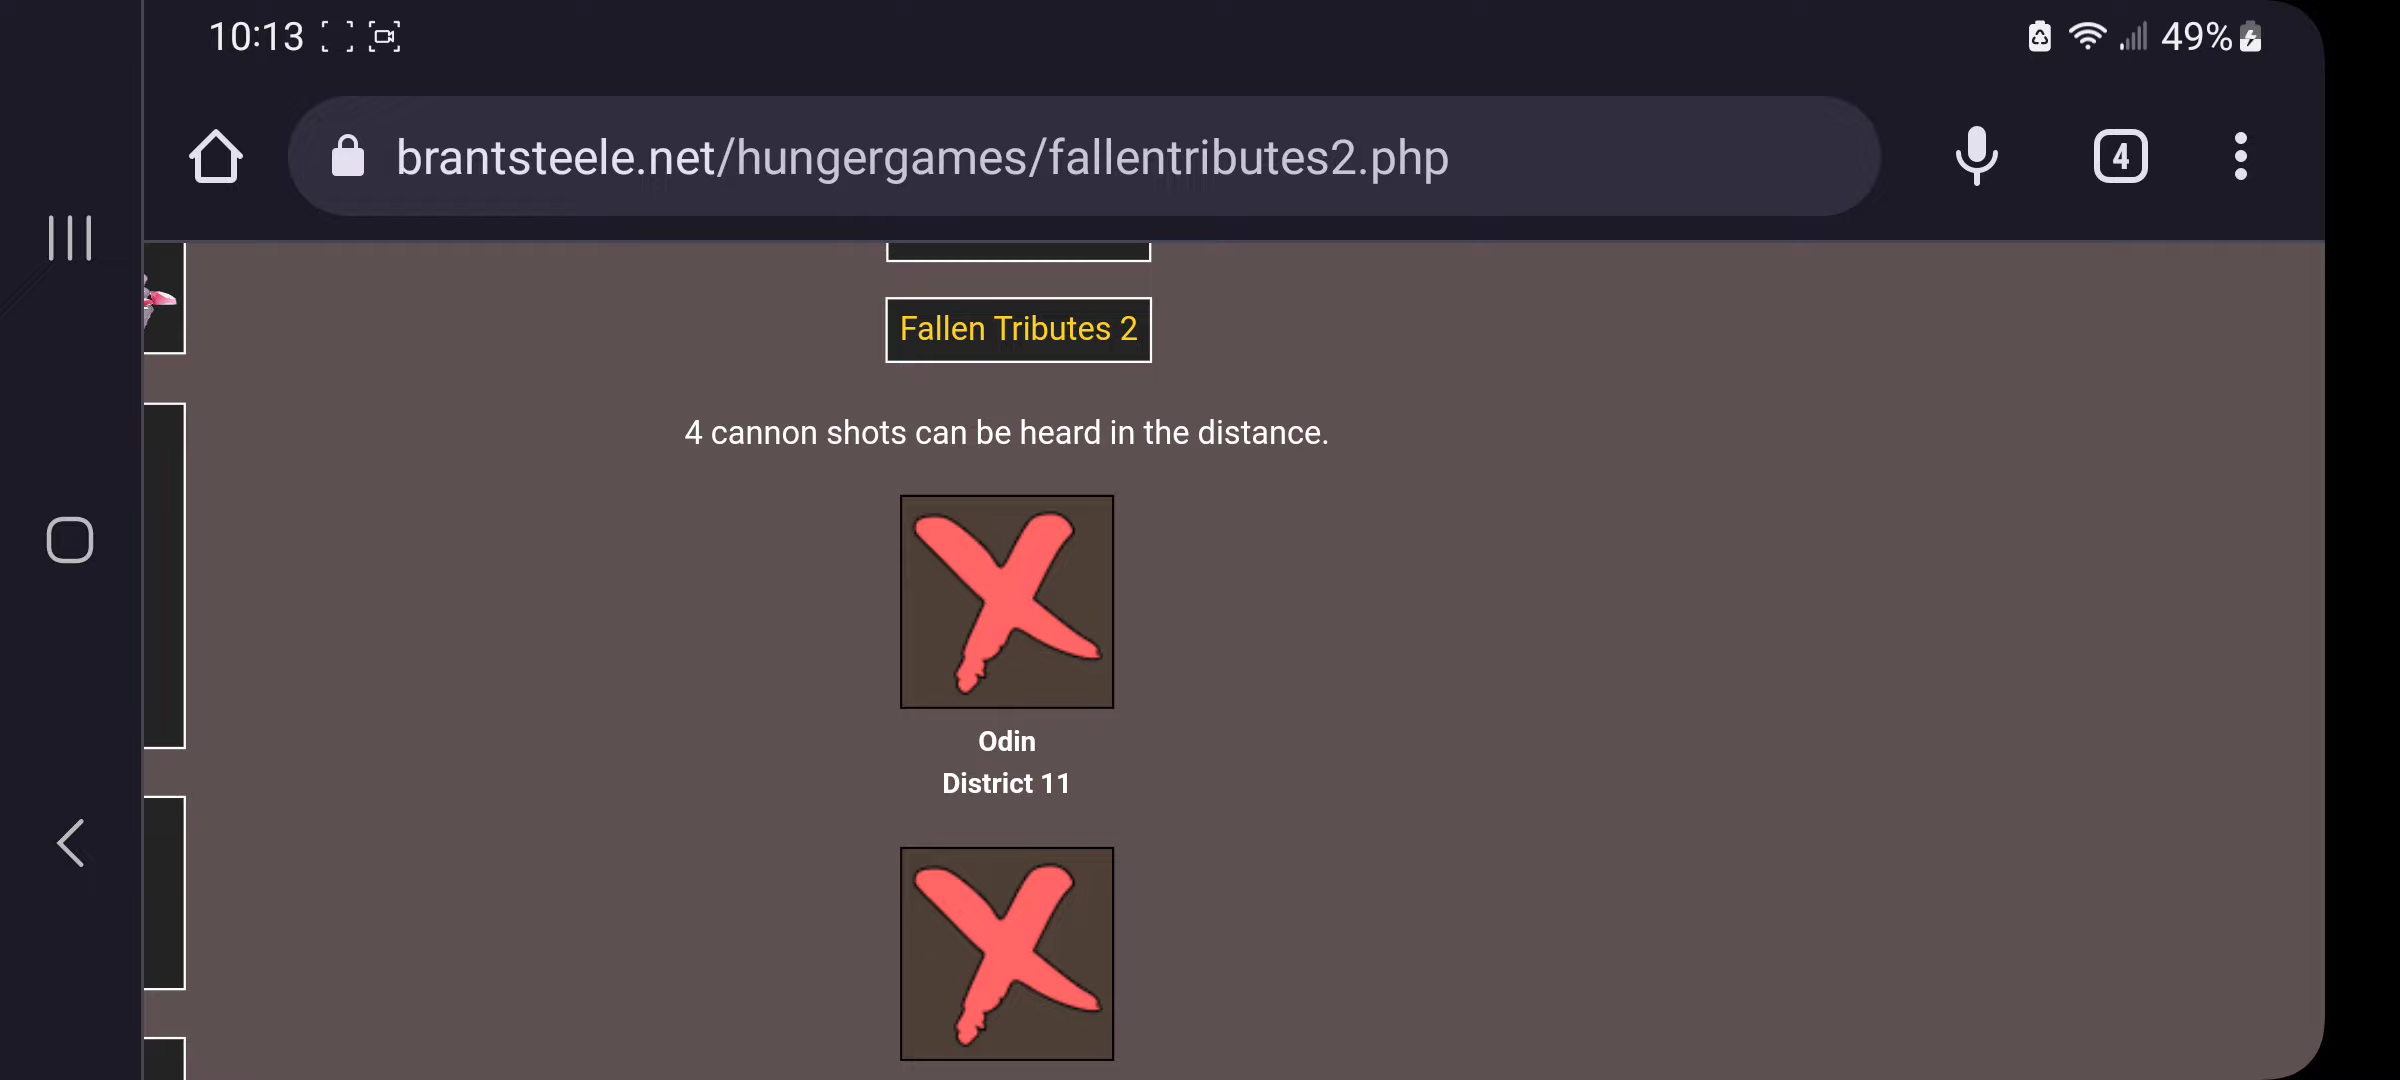 10:13
49%
brantsteele.net/hungergames/fallentributes2.php
4
Fallen Tributes 2
4 cannon shots can be heard in the distance.
Odin
District 11